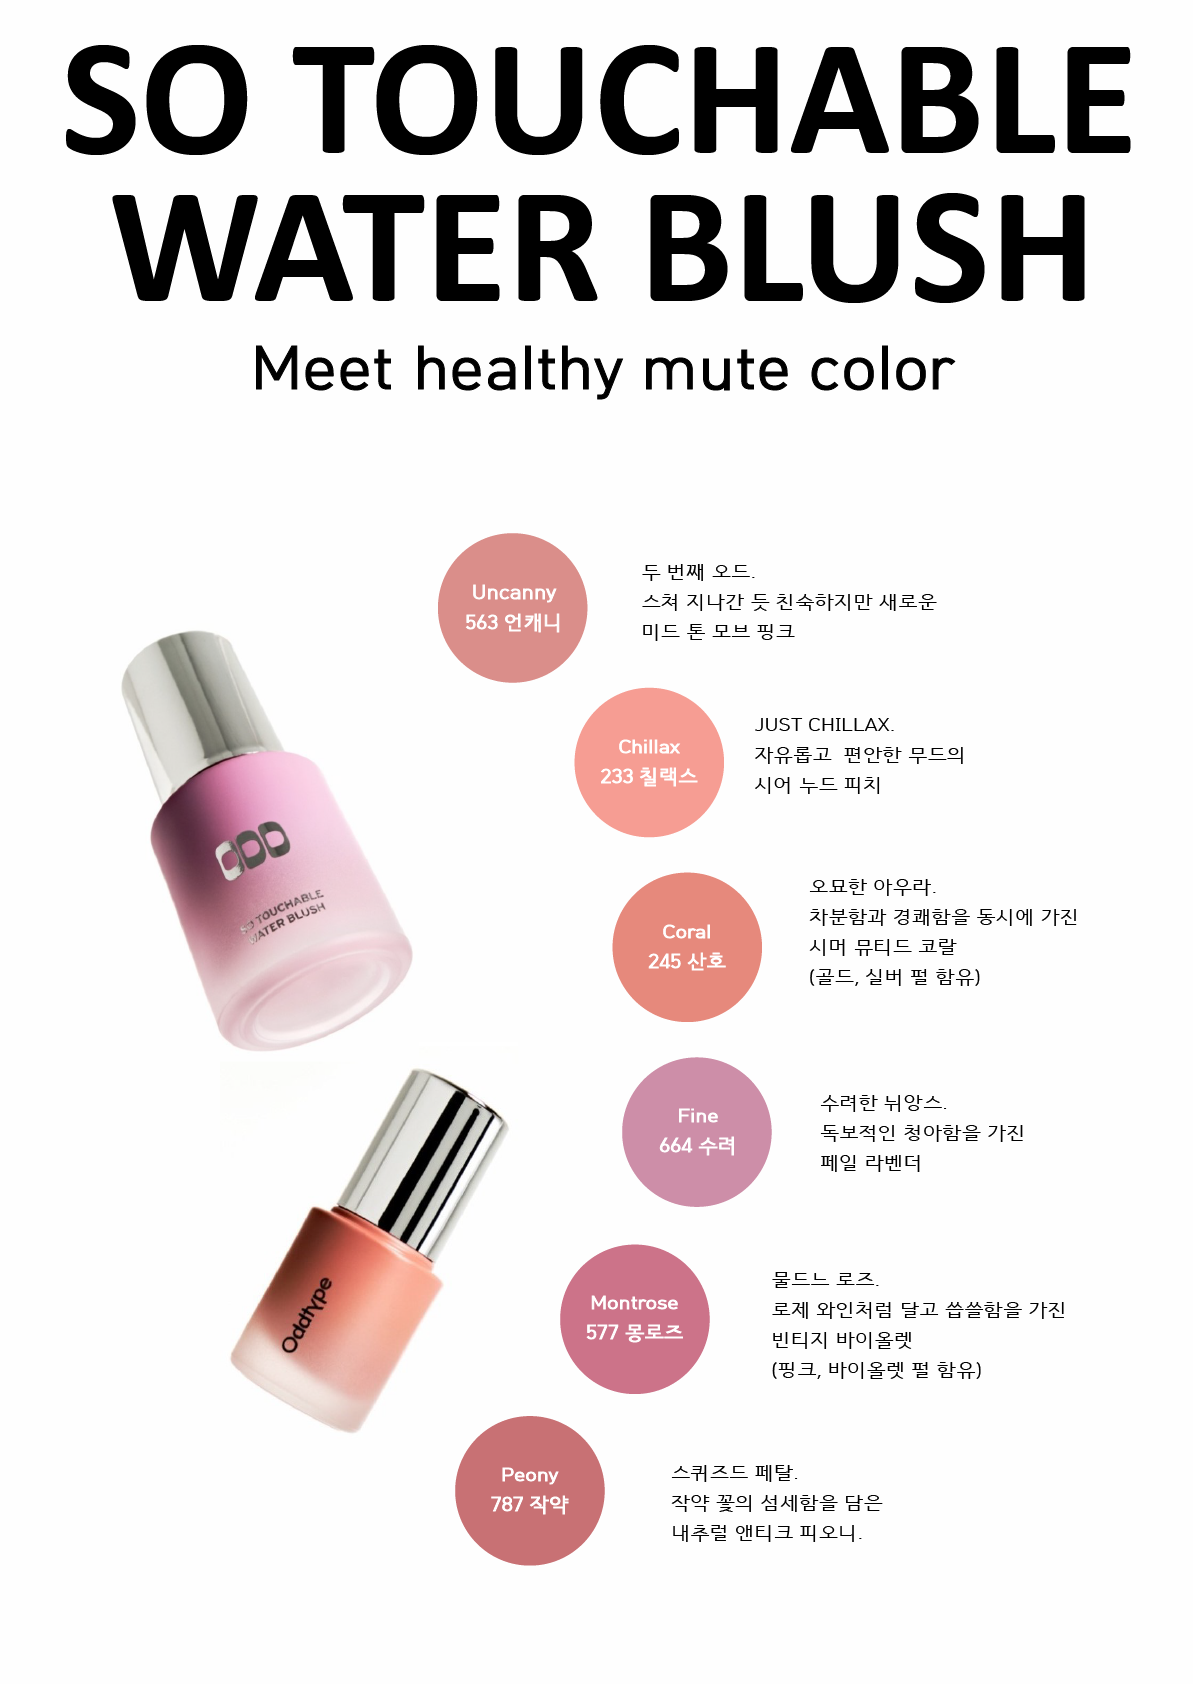 SO TOUCHABLE
WATER BLUSH
Meet healthy mute color
Uncanny
563 언캐니
두 번째 오드.
스쳐 지나간 듯 친숙하지만 새로운
미드 톤 모브 핑크
Chillax
233 칠랙스
JUST CHILLAX.
자유롭고 편안한 무드의
시어 누드 피치
SO TOUCHABLE
WATER BLUSH
Coral
245 산호
오묘한 아우라.
차분함과 경쾌함을 동시에 가진
시머 뮤티드 코랄
(골드, 실버 펄 함유)
Fine
664 수려
수려한 뉘앙스.
독보적인 청아함을 가진
페일 라벤더
Oddtype
Montrose
577 몽로즈
물드느 로즈.
로제 와인처럼 달고 씁쓸함을 가진
빈티지 바이올렛
(핑크, 바이올렛 펄 함유)
Peony
787 작약
스퀴즈드 페탈.
작약 꽃의 섬세함을 담은
내추럴 앤티크 피오니.